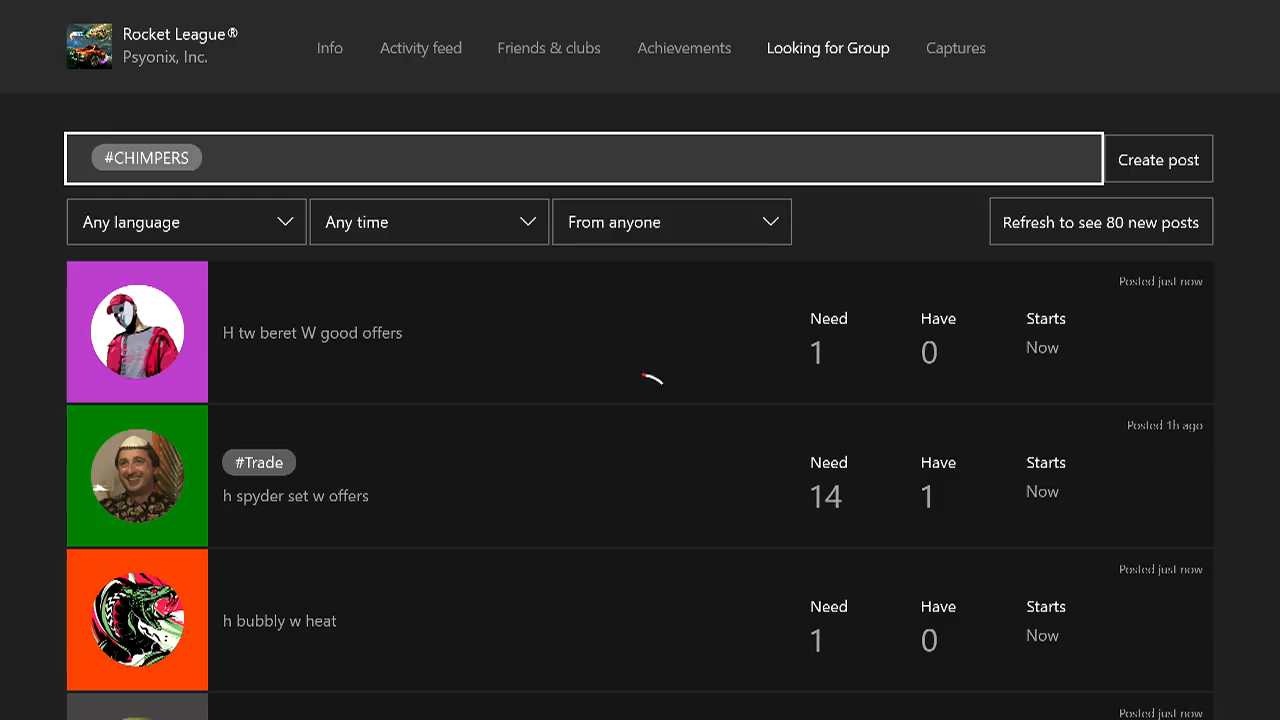 Rocket League®
Psyonix, Inc.
Info
Activity feed
Friends & clubs
Achievements
Looking for Group
Captures
#CHIMPERS
Create post
Any language
Any time
From anyone
Refresh to see 80 new posts
Posted just now
H tw beret W good offers
Need
Have
Starts
1
0
Now
Posted 1h ago
#Trade
h spyder set w offers
Need
Have
Starts
14
1
Now
Posted just now
h bubbly w heat
Need
Have
Starts
1
0
Now
Posted just now